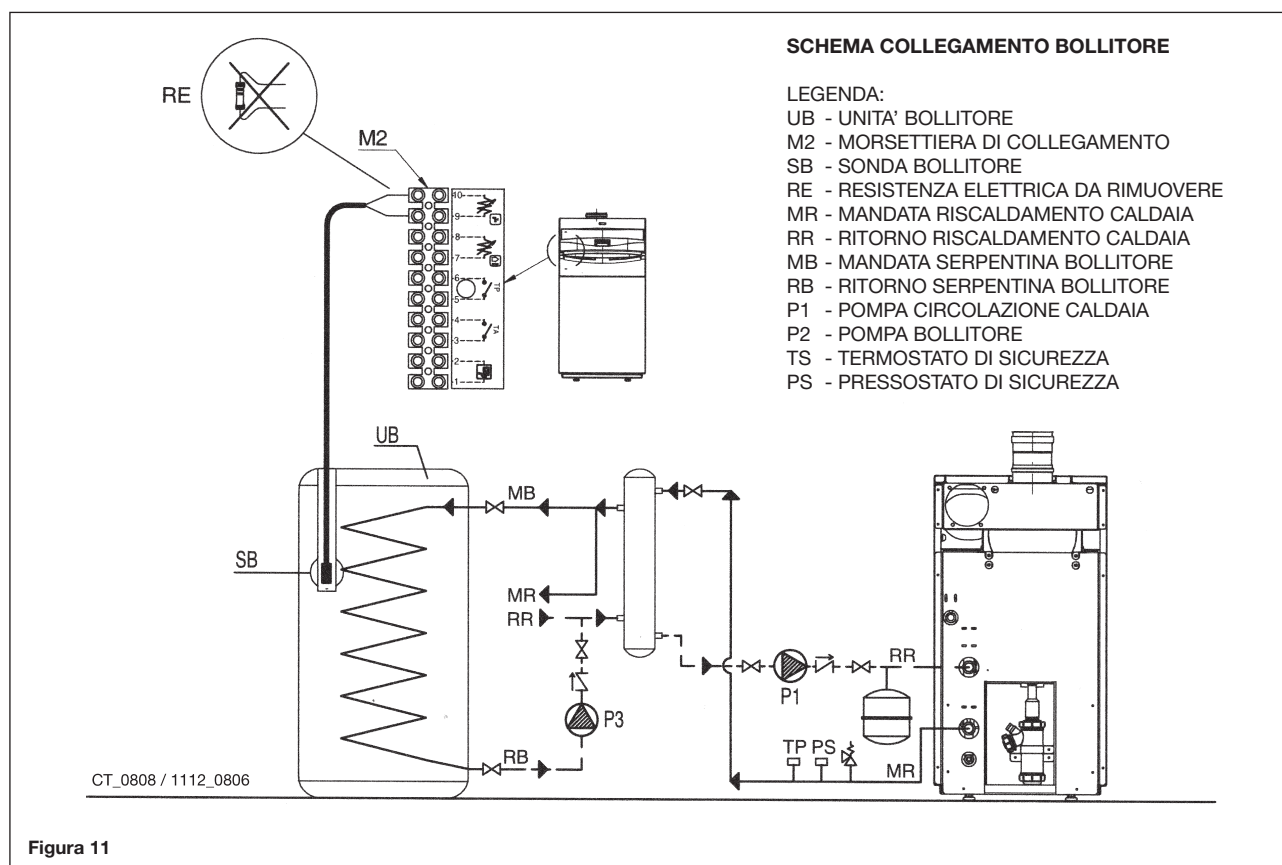 SCHEMA COLLEGAMENTO BOLLITORE
LEGENDA:
UB - UNITA' BOLLITORE
M2 - MORSETTIERA DI COLLEGAMENTO
SB - SONDA BOLLITORE
RE - RESISTENZA ELETTRICA DA RIMUOVERE
MR - MANDATA RISCALDAMENTO CALDAIA
RR - RITORNO RISCALDAMENTO CALDAIA
MB - MANDATA SERPENTINA BOLLITORE
RB - RITORNO SERPENTINA BOLLITORE
P1 - POMPA CIRCOLAZIONE CALDAIA
P2 - POMPA BOLLITORE
TS - TERMOSTATO DI SICUREZZA
PS - PRESSOSTATO DI SICUREZZA
RE
M2
10
9
8
7
6
TP
5
4
TA
3
2
1
UB
MB
SB
MR
RR
RR
P1
P3
TP PS
RB
MR
CT_0808 / 1112_0806
Figura 11